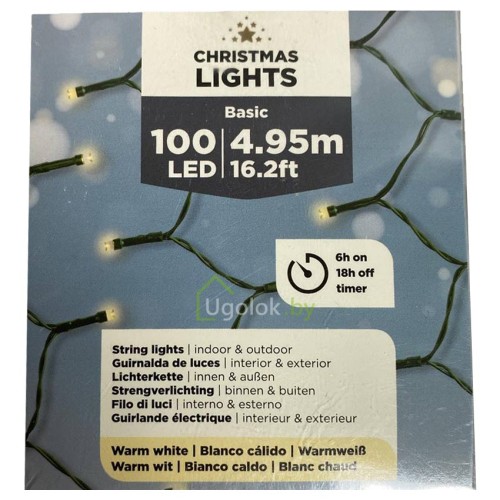 CHRISTMAS
LIGHTS
Basic
100 | 4.95m
LED | 16.2ft
6h on
18h off
timer
Ugolok.by
String lights | indoor & outdoor
Guirnalda de luces | interior & exterior
Lichterkette | innen & außen
Strengverlichting | binnen & buiten
Filo di luci | interno & esterno
Guirlande électrique | interieur & exterieur
Warm white | Blanco cálido | Warmweiß
Warm wit | Bianco caldo | Blanc chaud